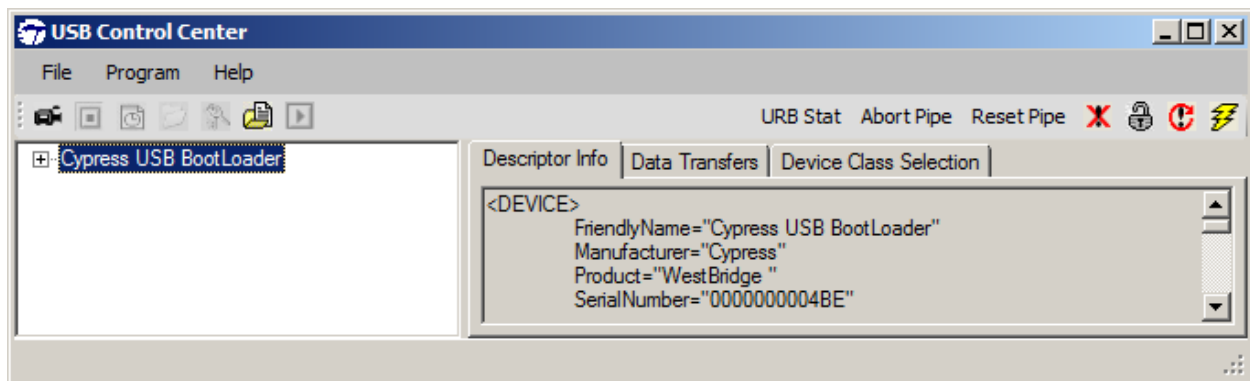 USB Control Center
File Program Help
URB Stat Abort Pipe Reset Pipe
Cypress USB BootLoader
Descriptor Info Data Transfers Device Class Selection
<DEVICE>
FriendlyName="Cypress USB BootLoader"
Manufacturer="Cypress"
Product="WestBridge "
SerialNumber="0000000004BE"